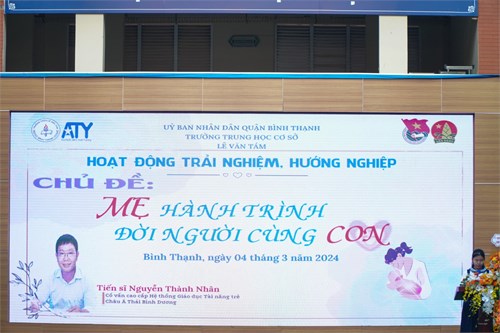 ATY
ỦY BAN NHÂN DÂN QUẬN BÌNH THẠNH
TRƯỜNG TRUNG HỌC CƠ SỞ
LÊ VĂN TÁM
HOẠT ĐỘNG TRẢI NGHIỆM, HƯỚNG NGHIỆP
CHỦ ĐỀ:
MẸ HÀNH TRÌNH
ĐỜI NGƯỜI CÙNG CON
Bình Thạnh, ngày 04 tháng 3 năm 2024
Tiến sĩ Nguyễn Thành Nhân
Cố vấn cao cấp Hệ thống Giáo dục Tài năng trẻ
Châu Á Thái Bình Dương